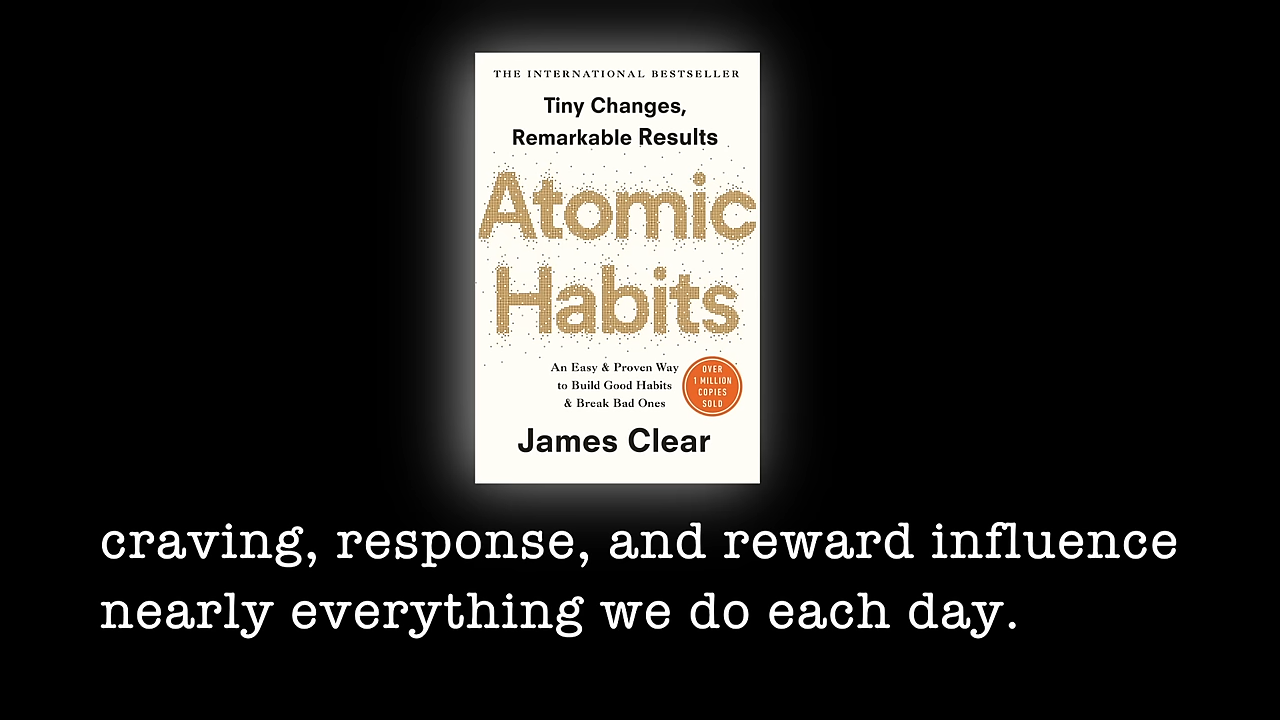 THE INTERNATIONAL BESTSELLER
Tiny Changes,
Remarkable Results
Atomic
Habits
An Easy & Proven Way
to Build Good Habits
& Break Bad Ones
OVER
1 MILLION
COPIES
SOLD
James Clear
craving, response, and reward influence
nearly everything we do each day.